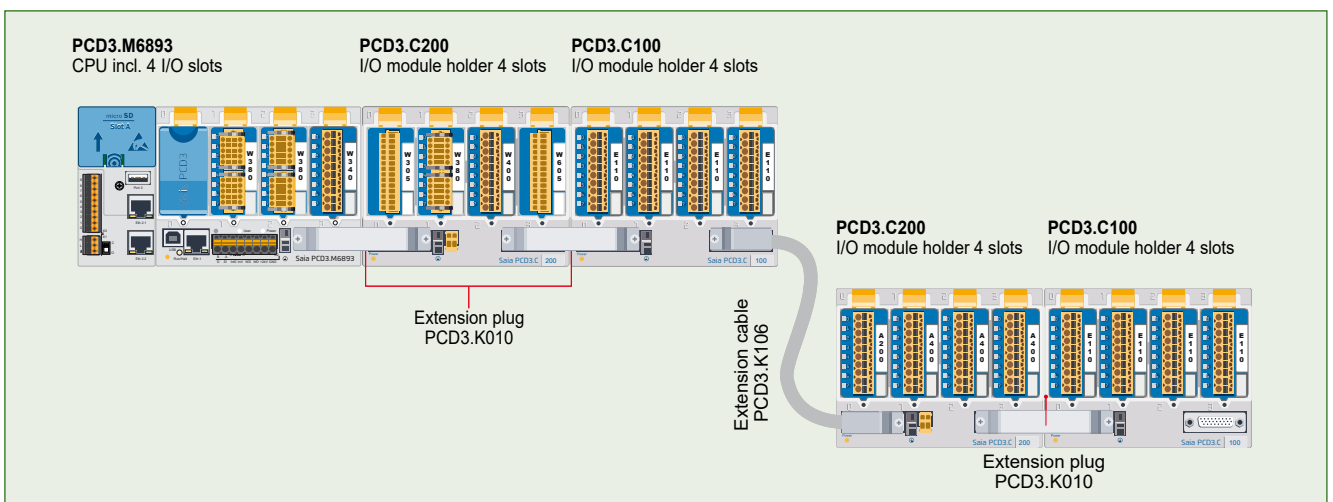 PCD3.M6893
CPU incl. 4 I/O slots
PCD3.C200
I/O module holder 4 slots
PCD3.C100
I/O module holder 4 slots
micro SD
Slot A
PCD3
W380
W380
W340
W305
W380
W400
W605
E110
E110
E110
E110
Saia PCD3.M6893
Saia PCD3.C 200
Saia PCD3.C 100
Extension plug
PCD3.K010
Extension cable
PCD3.K106
PCD3.C200
I/O module holder 4 slots
PCD3.C100
I/O module holder 4 slots
A200
A400
A400
A400
E110
E110
E110
E110
Saia PCD3.C 200
Saia PCD3.C 100
Extension plug
PCD3.K010